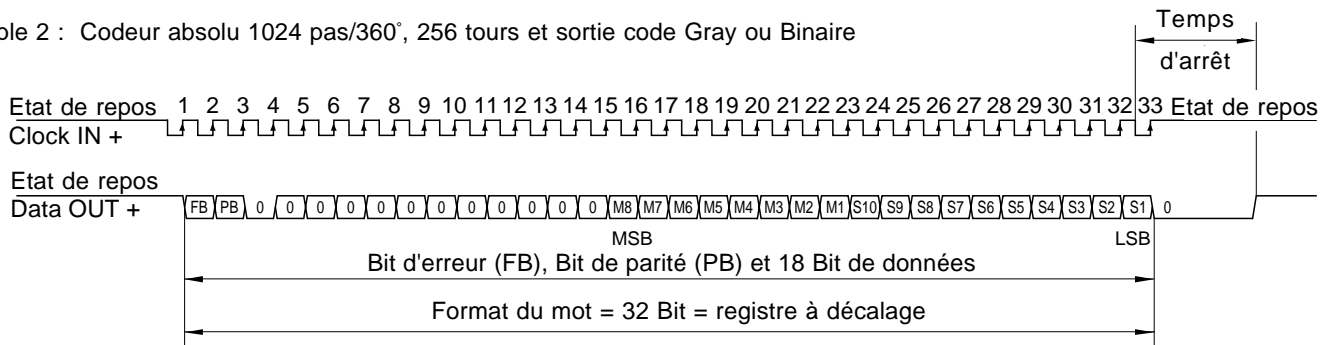 ole 2 : Codeur absolu 1024 pas/360°, 256 tours et sortie code Gray ou Binaire
Temps
d'arrêt
Etat de repos 1 2 3 4 5 6 7 8 9 10 11 12 13 14 15 16 17 18 19 20 21 22 23 24 25 26 27 28 29 30 31 32 33 Etat de repos
Clock IN +
Etat de repos
Data OUT + FB PB 0 0 0 0 0 0 0 0 0 0 0 0 M8 M7 M6 M5 M4 M3 M2 M1 S10 S9 S8 S7 S6 S5 S4 S3 S2 S1 0
MSB LSB
Bit d'erreur (FB), Bit de parité (PB) et 18 Bit de données
Format du mot = 32 Bit = registre à décalage